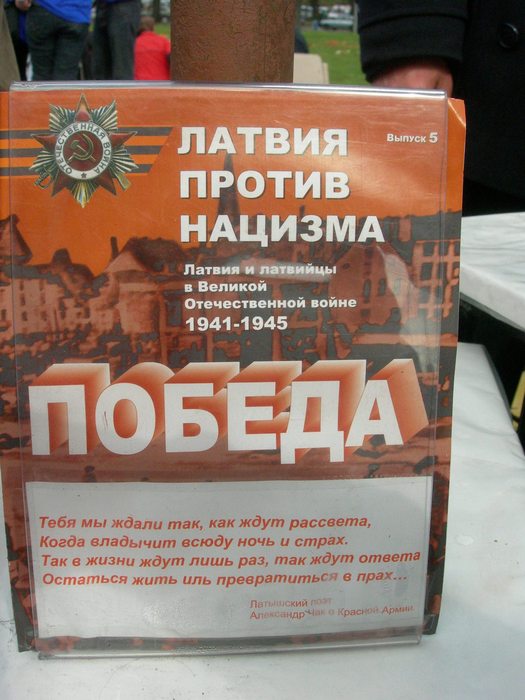 ОТЕЧЕСТВЕННАЯ ВОЙНА
ЛАТВИЯ
ПРОТИВ
НАЦИЗМА
Выпуск 5
Латвия и латвийцы
в Великой
Отечественной войне
1941-1945
ПОБЕДА
Тебя мы ждали так, как ждут рассвета,
Когда владычит всюду ночь и страх.
Так в жизни ждут лишь раз, так ждут ответа
Остаться жить иль превратиться в прах...
Латышский поэт
Александр Чак о Красной Армии